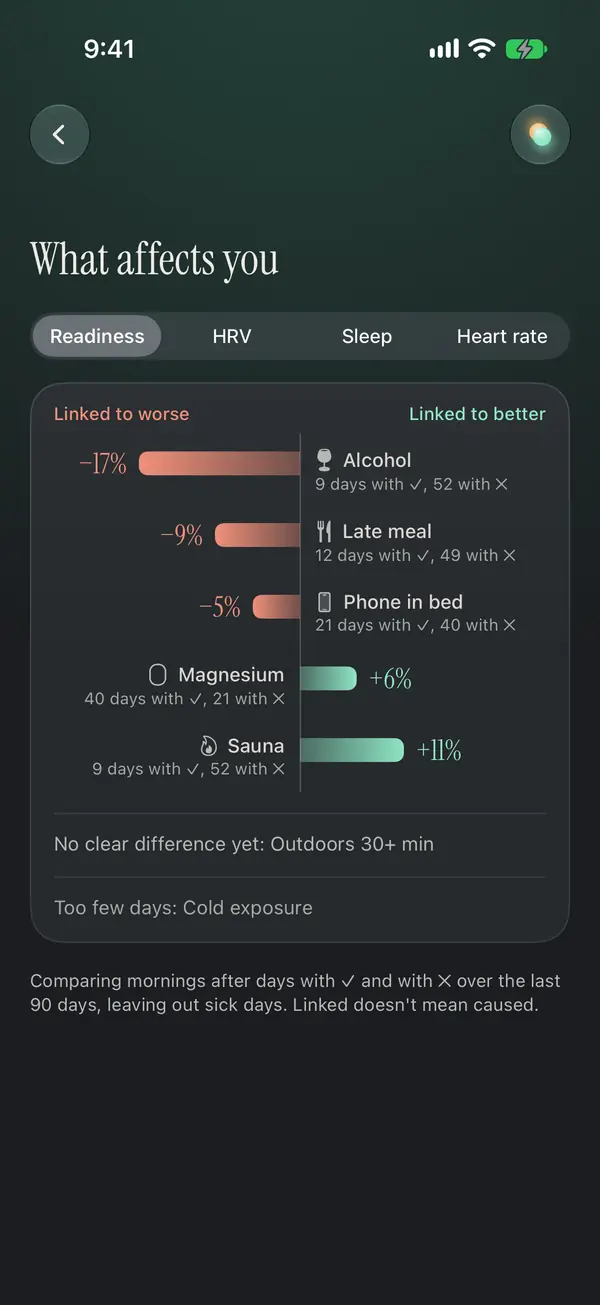 9:41
What affects you
Readiness HRV Sleep Heart rate
Linked to worse Linked to better
−17% Alcohol
9 days with ✓, 52 with ✕
−9% Late meal
12 days with ✓, 49 with ✕
−5% Phone in bed
21 days with ✓, 40 with ✕
Magnesium +6%
40 days with ✓, 21 with ✕
Sauna +11%
9 days with ✓, 52 with ✕
No clear difference yet: Outdoors 30+ min
Too few days: Cold exposure
Comparing mornings after days with ✓ and with ✕ over the last
90 days, leaving out sick days. Linked doesn't mean caused.